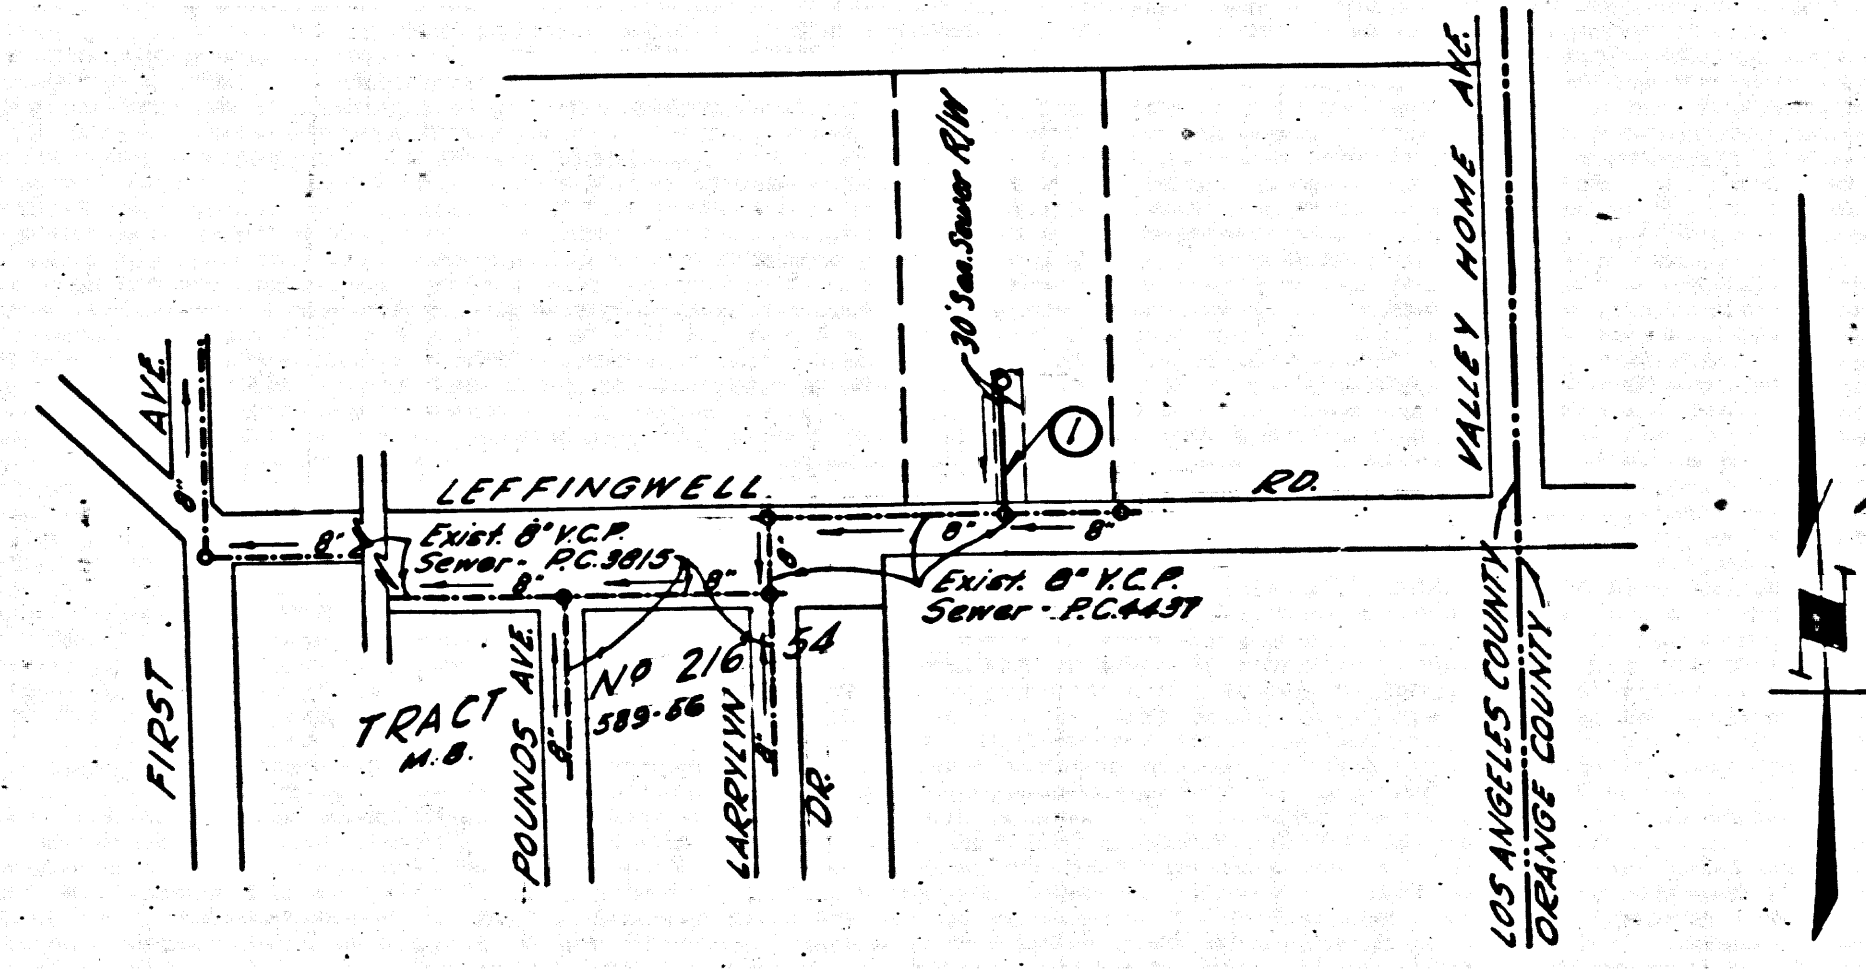 VALLEY HOME AVE.
30' San. Sewer R/W
1
AVE.
8"
LEFFINGWELL
RD.
Exist. 8" V.C.P.
Sewer - P.C. 3815
8"
8"
8"
8"
8"
8"
Exist. 8" V.C.P.
Sewer - P.C. 4437
FIRST
TRACT Nº 21654
M.B. 589-56
POUNDS AVE.
8"
LARRYLYN DR.
8"
LOS ANGELES COUNTY
ORANGE COUNTY